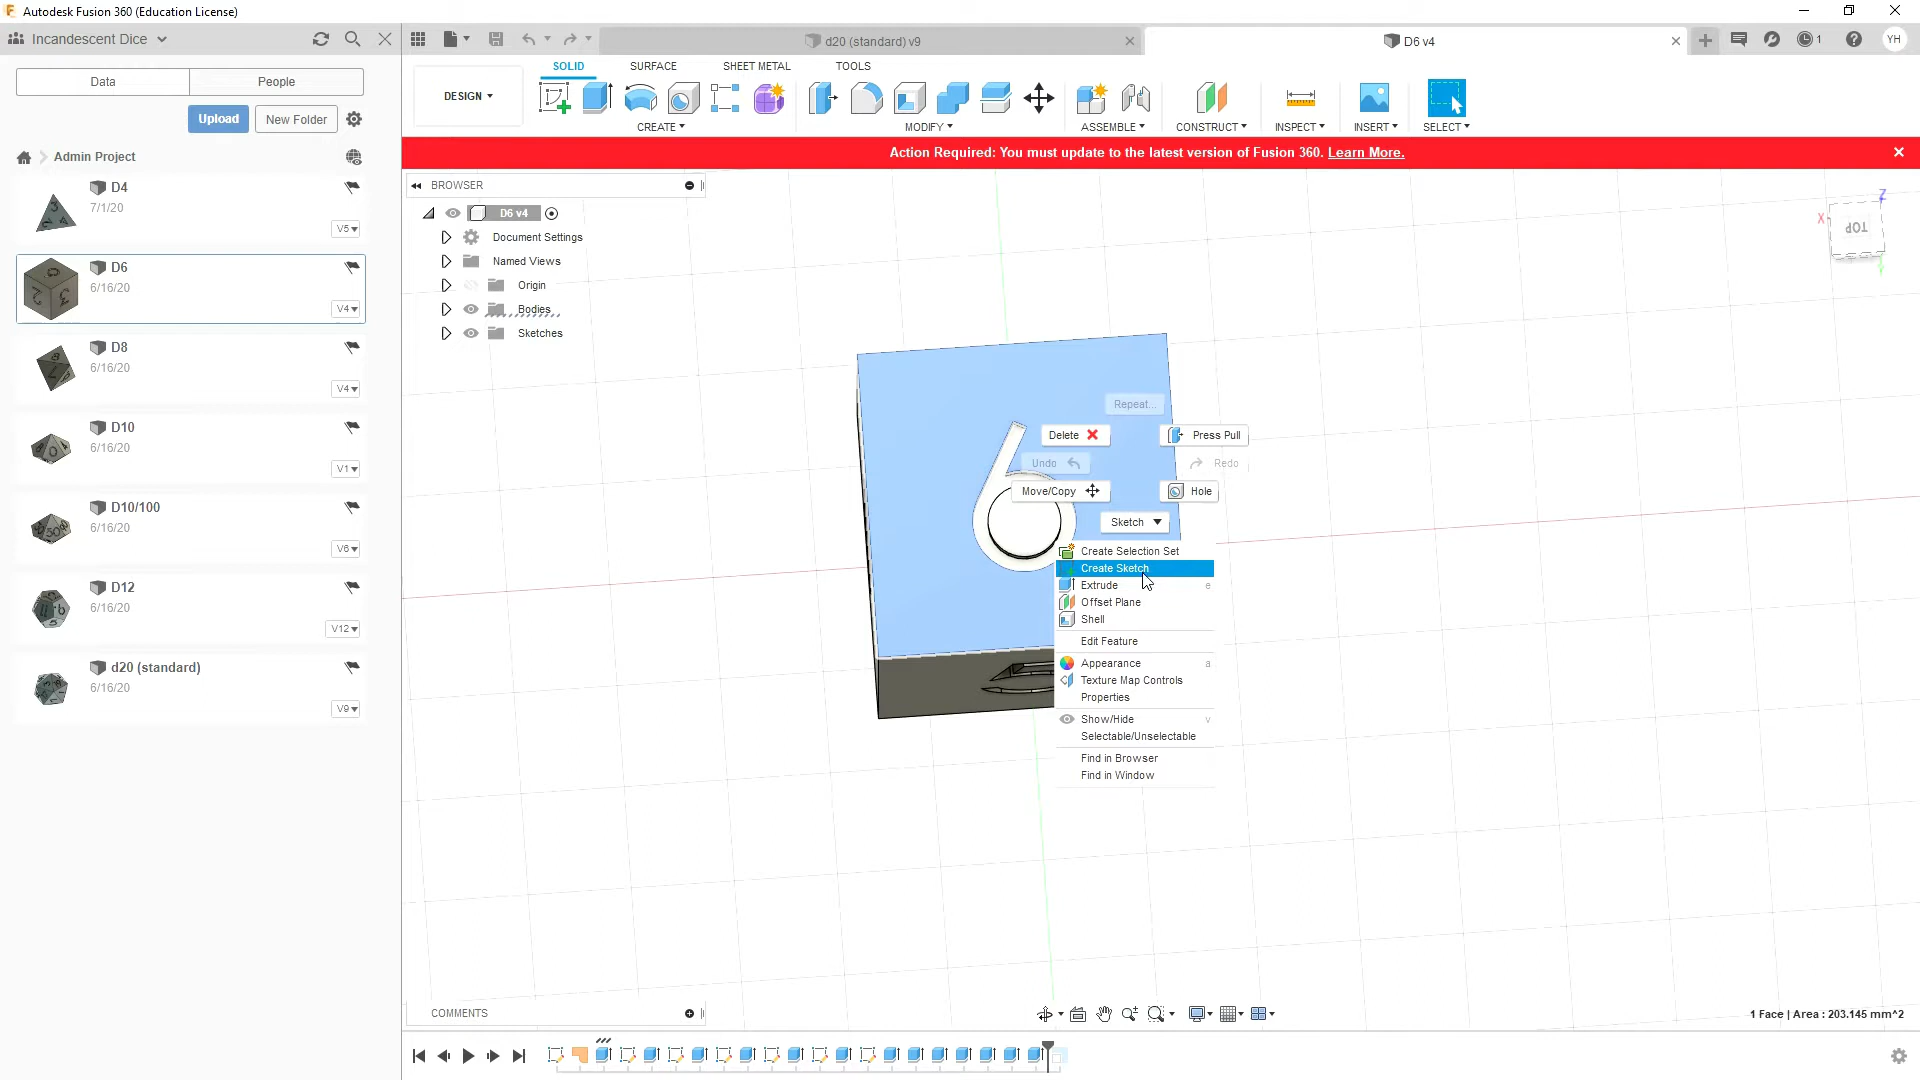 Autodesk Fusion 360 (Education License)
Incandescent Dice
d20 (standard) v9
D6 v4
1
YH
Data
People
Upload
New Folder
Admin Project
D4
7/1/20
V5
D6
6/16/20
V4
D8
6/16/20
V4
D10
6/16/20
V1
D10/100
6/16/20
V6
D12
6/16/20
V12
d20 (standard)
6/16/20
V9
DESIGN
SOLID
SURFACE
SHEET METAL
TOOLS
CREATE
MODIFY
ASSEMBLE
CONSTRUCT
INSPECT
INSERT
SELECT
Action Required: You must update to the latest version of Fusion 360. Learn More.
BROWSER
D6 v4
Document Settings
Named Views
Origin
Bodies
Sketches
Z
X
TOP
6
Repeat...
Delete
Press Pull
Undo
Redo
Move/Copy
Hole
Sketch
Create Selection Set
Create Sketch
Extrude e
Offset Plane
Shell
Edit Feature
Appearance a
Texture Map Controls
Properties
Show/Hide v
Selectable/Unselectable
Find in Browser
Find in Window
COMMENTS
1 Face | Area : 203.145 mm^2